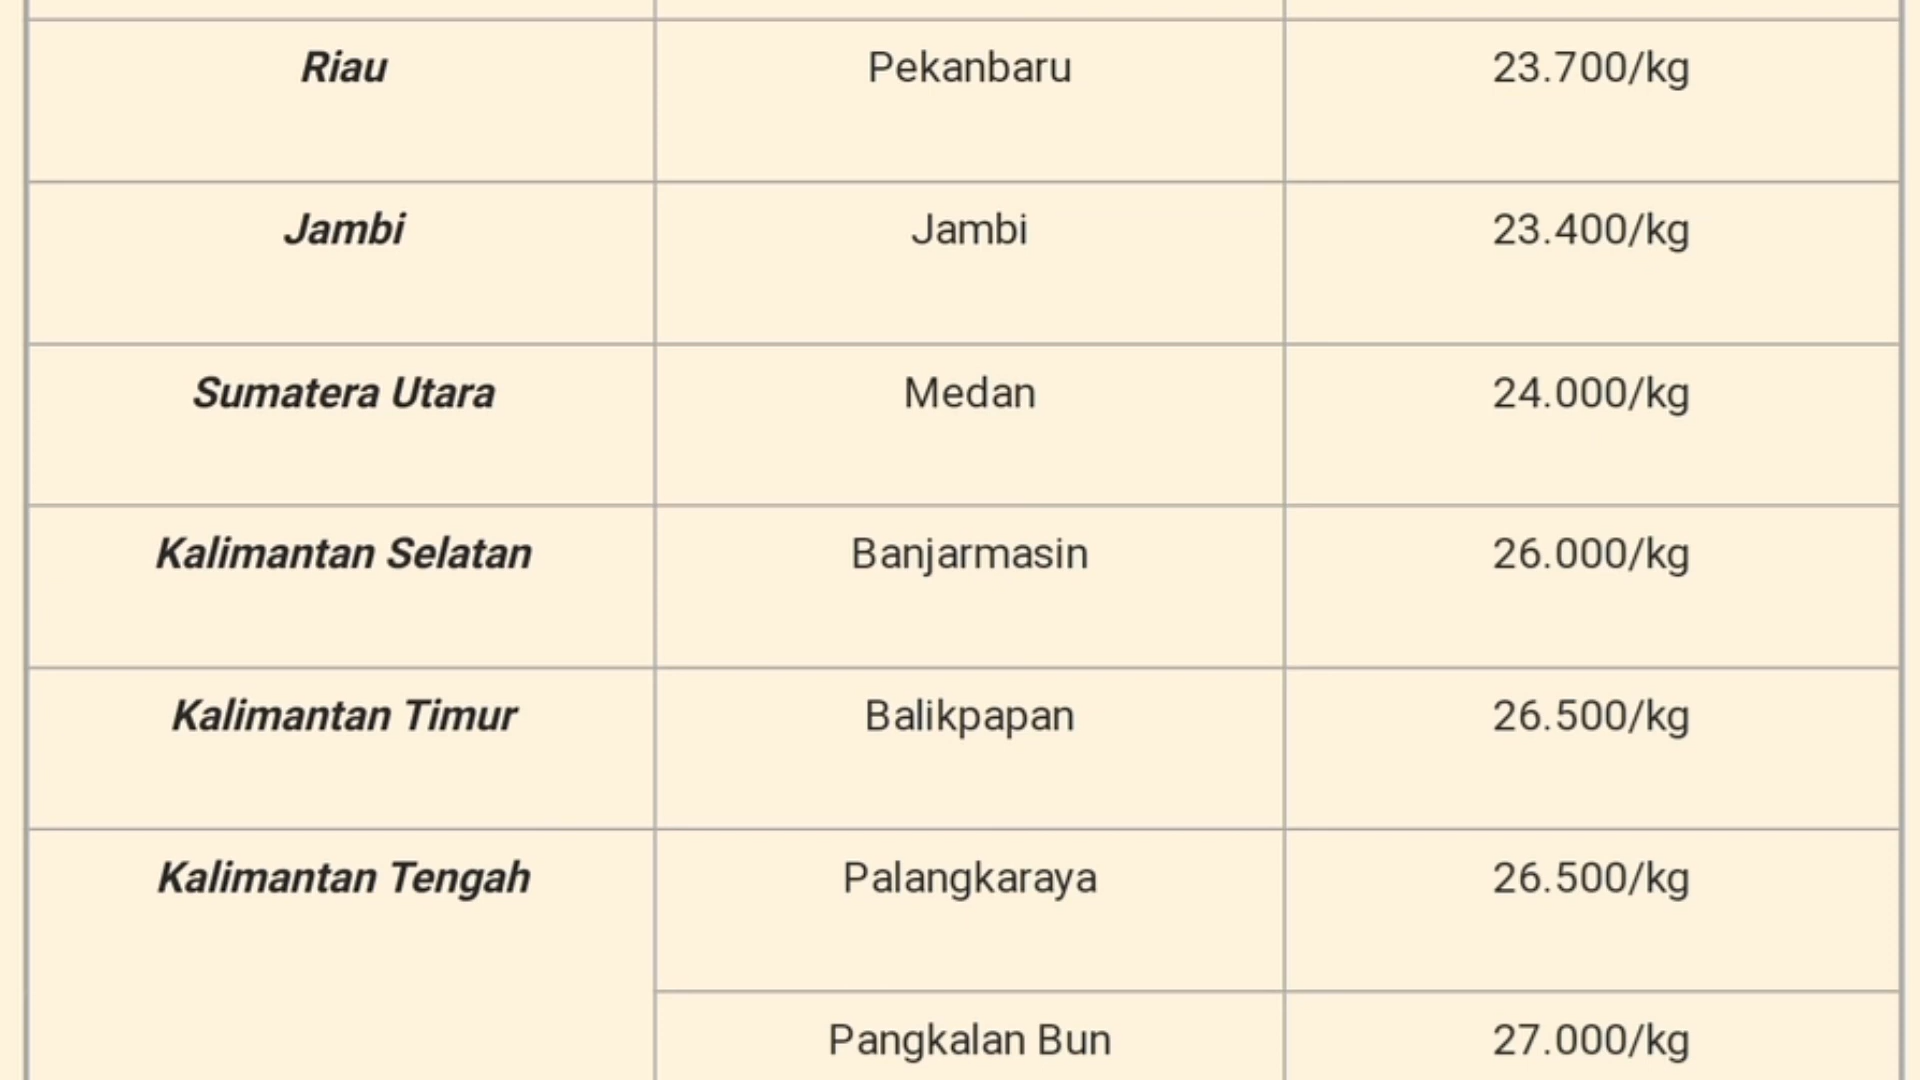 Riau Pekanbaru 23.700/kg
Jambi Jambi 23.400/kg
Sumatera Utara Medan 24.000/kg
Kalimantan Selatan Banjarmasin 26.000/kg
Kalimantan Timur Balikpapan 26.500/kg
Kalimantan Tengah Palangkaraya 26.500/kg
Pangkalan Bun 27.000/kg